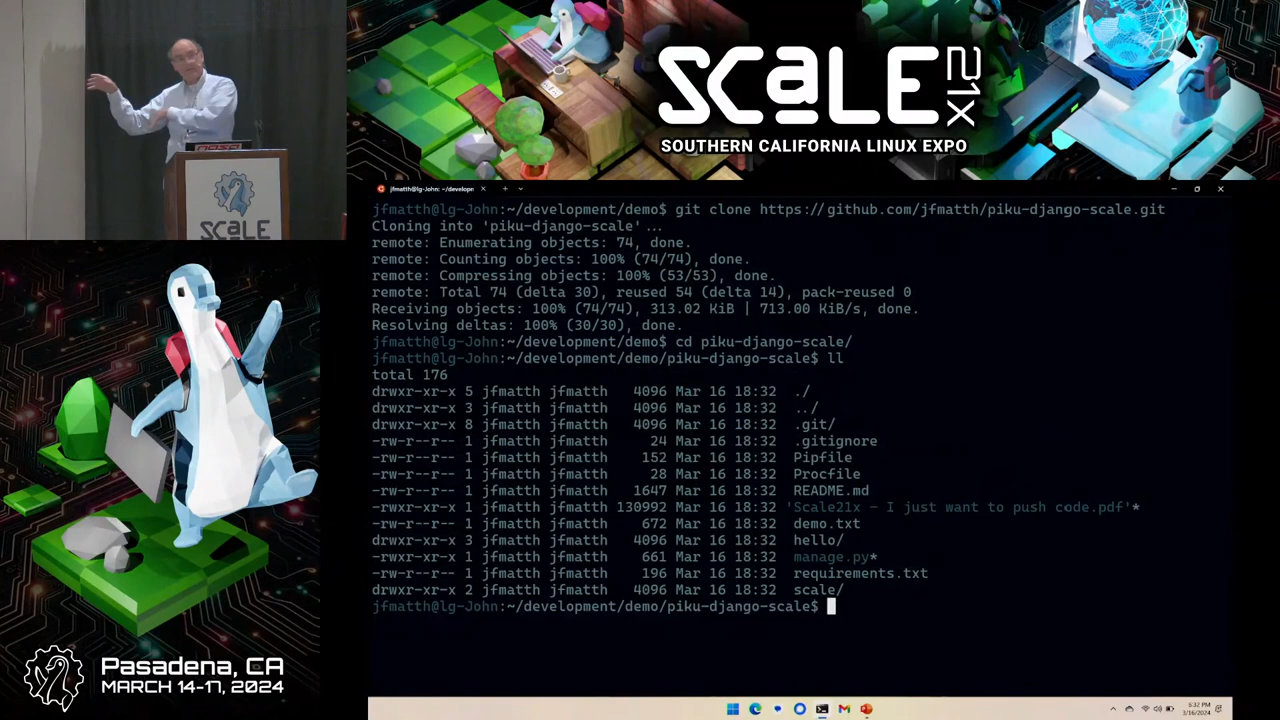 SCaLE 21X
SOUTHERN CALIFORNIA LINUX EXPO
SCaLE
jfmatth@lg-John: ~/developm
jfmatth@lg-John:~/development/demo$ git clone https://github.com/jfmatth/piku-django-scale.git
Cloning into 'piku-django-scale'...
remote: Enumerating objects: 74, done.
remote: Counting objects: 100% (74/74), done.
remote: Compressing objects: 100% (53/53), done.
remote: Total 74 (delta 30), reused 54 (delta 14), pack-reused 0
Receiving objects: 100% (74/74), 313.02 KiB | 713.00 KiB/s, done.
Resolving deltas: 100% (30/30), done.
jfmatth@lg-John:~/development/demo$ cd piku-django-scale/
jfmatth@lg-John:~/development/demo/piku-django-scale$ ll
total 176
drwxr-xr-x 5 jfmatth jfmatth   4096 Mar 16 18:32  ./
drwxr-xr-x 3 jfmatth jfmatth   4096 Mar 16 18:32  ../
drwxr-xr-x 8 jfmatth jfmatth   4096 Mar 16 18:32  .git/
-rw-r--r-- 1 jfmatth jfmatth     24 Mar 16 18:32  .gitignore
-rw-r--r-- 1 jfmatth jfmatth    152 Mar 16 18:32  Pipfile
-rw-r--r-- 1 jfmatth jfmatth     28 Mar 16 18:32  Procfile
-rw-r--r-- 1 jfmatth jfmatth   1647 Mar 16 18:32  README.md
-rwxr-xr-x 1 jfmatth jfmatth 130992 Mar 16 18:32 'Scale21x - I just want to push code.pdf'*
-rw-r--r-- 1 jfmatth jfmatth    672 Mar 16 18:32  demo.txt
drwxr-xr-x 3 jfmatth jfmatth   4096 Mar 16 18:32  hello/
-rwxr-xr-x 1 jfmatth jfmatth    661 Mar 16 18:32  manage.py*
-rw-r--r-- 1 jfmatth jfmatth    196 Mar 16 18:32  requirements.txt
drwxr-xr-x 2 jfmatth jfmatth   4096 Mar 16 18:32  scale/
jfmatth@lg-John:~/development/demo/piku-django-scale$
Pasadena, CA
MARCH 14-17, 2024
6:32 PM
3/16/2024